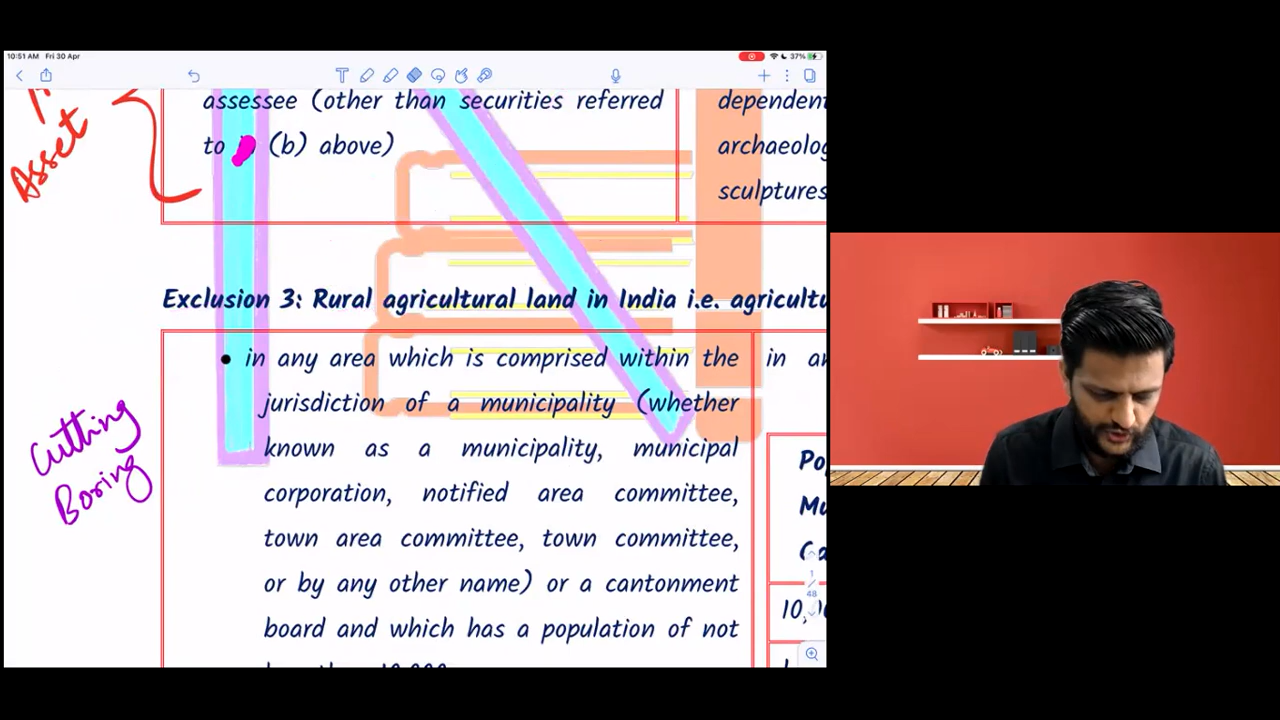 10:51 AM Fri 30 Apr
37%
Asset
assessee (other than securities referred
to (b) above)
dependent
archaeolog
sculptures
Exclusion 3: Rural agricultural land in India i.e. agricultu
Cutting
Boring
• in any area which is comprised within the
jurisdiction of a municipality (whether
known as a municipality, municipal
corporation, notified area committee,
town area committee, town committee,
or by any other name) or a cantonment
board and which has a population of not
in ar
Po
Mu
1
/
48